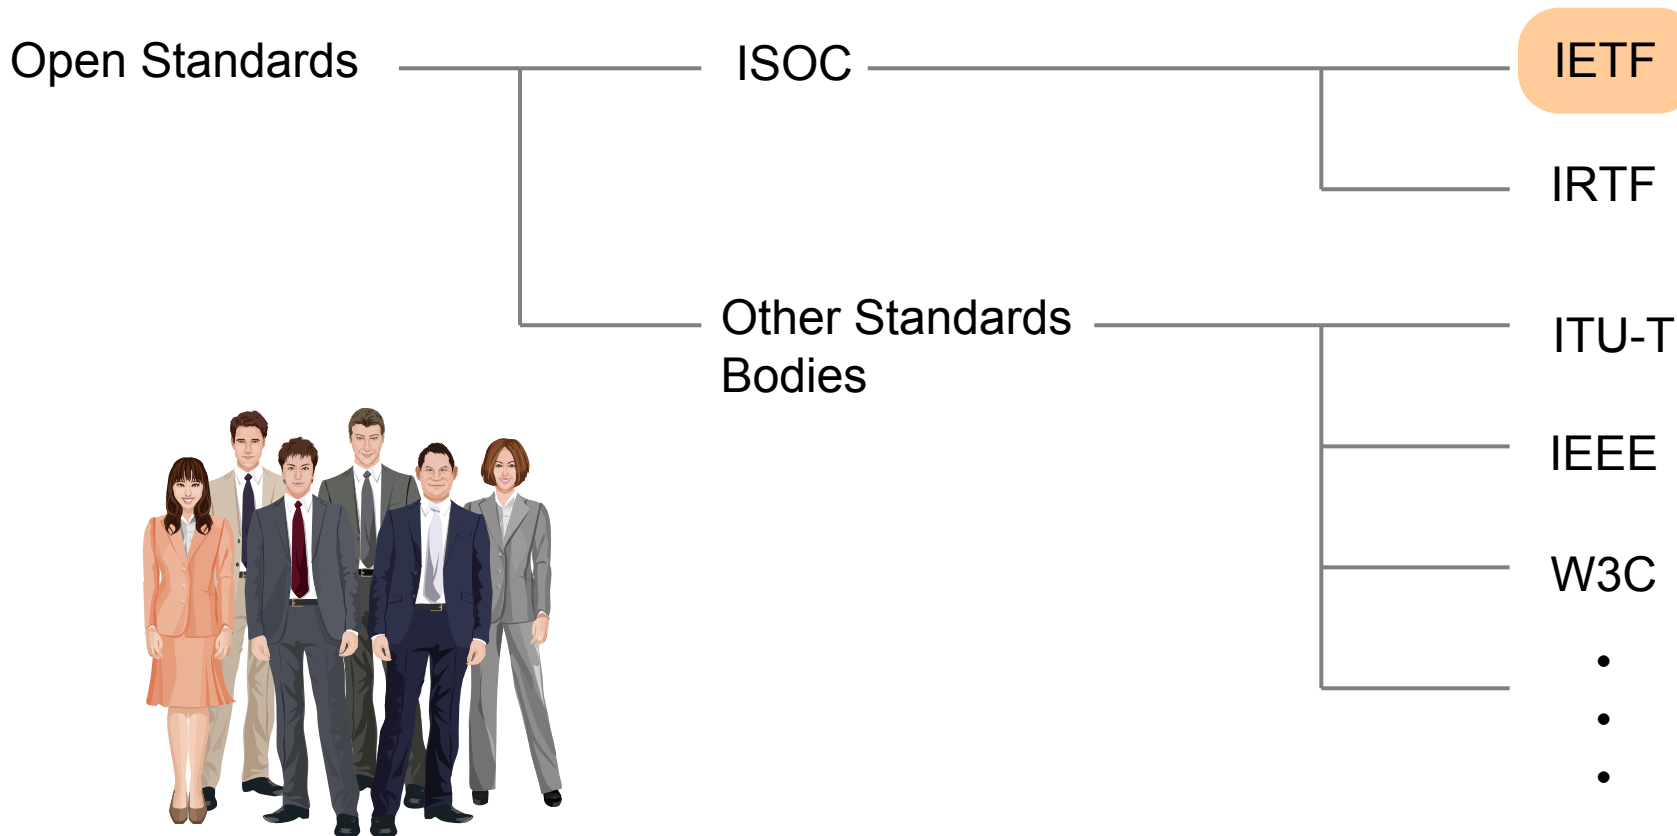 Open Standards
ISOC
IETF
IRTF
Other Standards
Bodies
ITU-T
IEEE
W3C
•
•
•